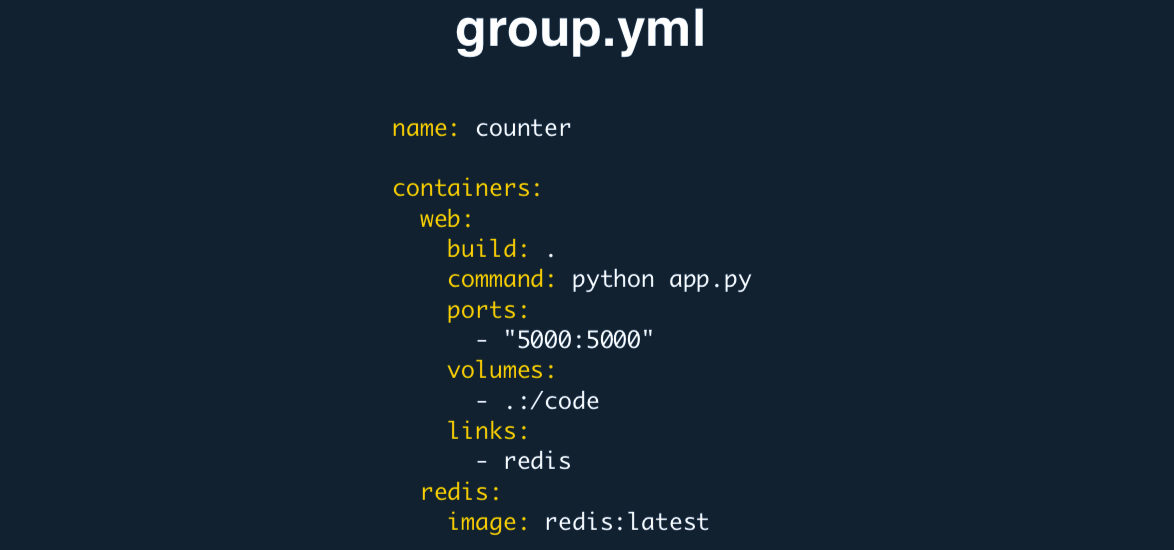 group.yml
name: counter
containers:
  web:
    build: .
    command: python app.py
    ports:
      - "5000:5000"
    volumes:
      - .:/code
    links:
      - redis
  redis:
    image: redis:latest